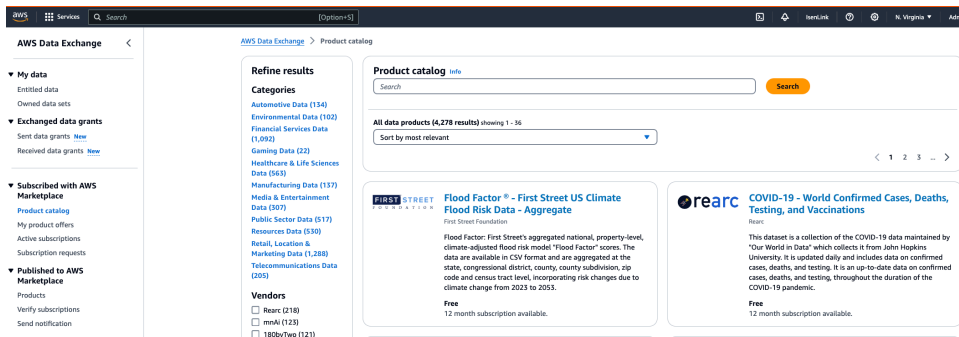 aws
Services
Search
[Option+S]
IsenLink
N. Virginia ▼
AWS Data Exchange
AWS Data Exchange > Product catalog
▼ My data
Entitled data
Owned data sets
▼ Exchanged data grants
Sent data grants New
Received data grants New
▼ Subscribed with AWS
Marketplace
Product catalog
My product offers
Active subscriptions
Subscription requests
▼ Published to AWS
Marketplace
Products
Verify subscriptions
Send notification
Refine results
Categories
Automotive Data (134)
Environmental Data (102)
Financial Services Data
(1,092)
Gaming Data (22)
Healthcare & Life Sciences
Data (563)
Manufacturing Data (137)
Media & Entertainment
Data (307)
Public Sector Data (517)
Resources Data (530)
Retail, Location &
Marketing Data (1,288)
Telecommunications Data
(205)
Vendors
Rearc (218)
mnAi (123)
180byTwo (121)
Product catalog Info
Search
Search
All data products (4,278 results) showing 1 - 36
Sort by most relevant
< 1 2 3 ... >
FIRST STREET
FOUNDATION
Flood Factor ® - First Street US Climate
Flood Risk Data - Aggregate
First Street Foundation
Flood Factor: First Street's aggregated national, property-level,
climate-adjusted flood risk model "Flood Factor" scores. The
data are available in CSV format and are aggregated at the
state, congressional district, county, county subdivision, zip
code and census tract level, incorporating risk changes due to
climate change from 2023 to 2053.
Free
12 month subscription available.
rearc
COVID-19 - World Confirmed Cases, Deaths,
Testing, and Vaccinations
Rearc
This dataset is a collection of the COVID-19 data maintained by
"Our World in Data" which collects it from John Hopkins
University. It is updated daily and includes data on confirmed
cases, deaths, and testing. It is an up-to-date data on confirmed
cases, deaths, and testing, throughout the duration of the
COVID-19 pandemic.
Free
12 month subscription available.